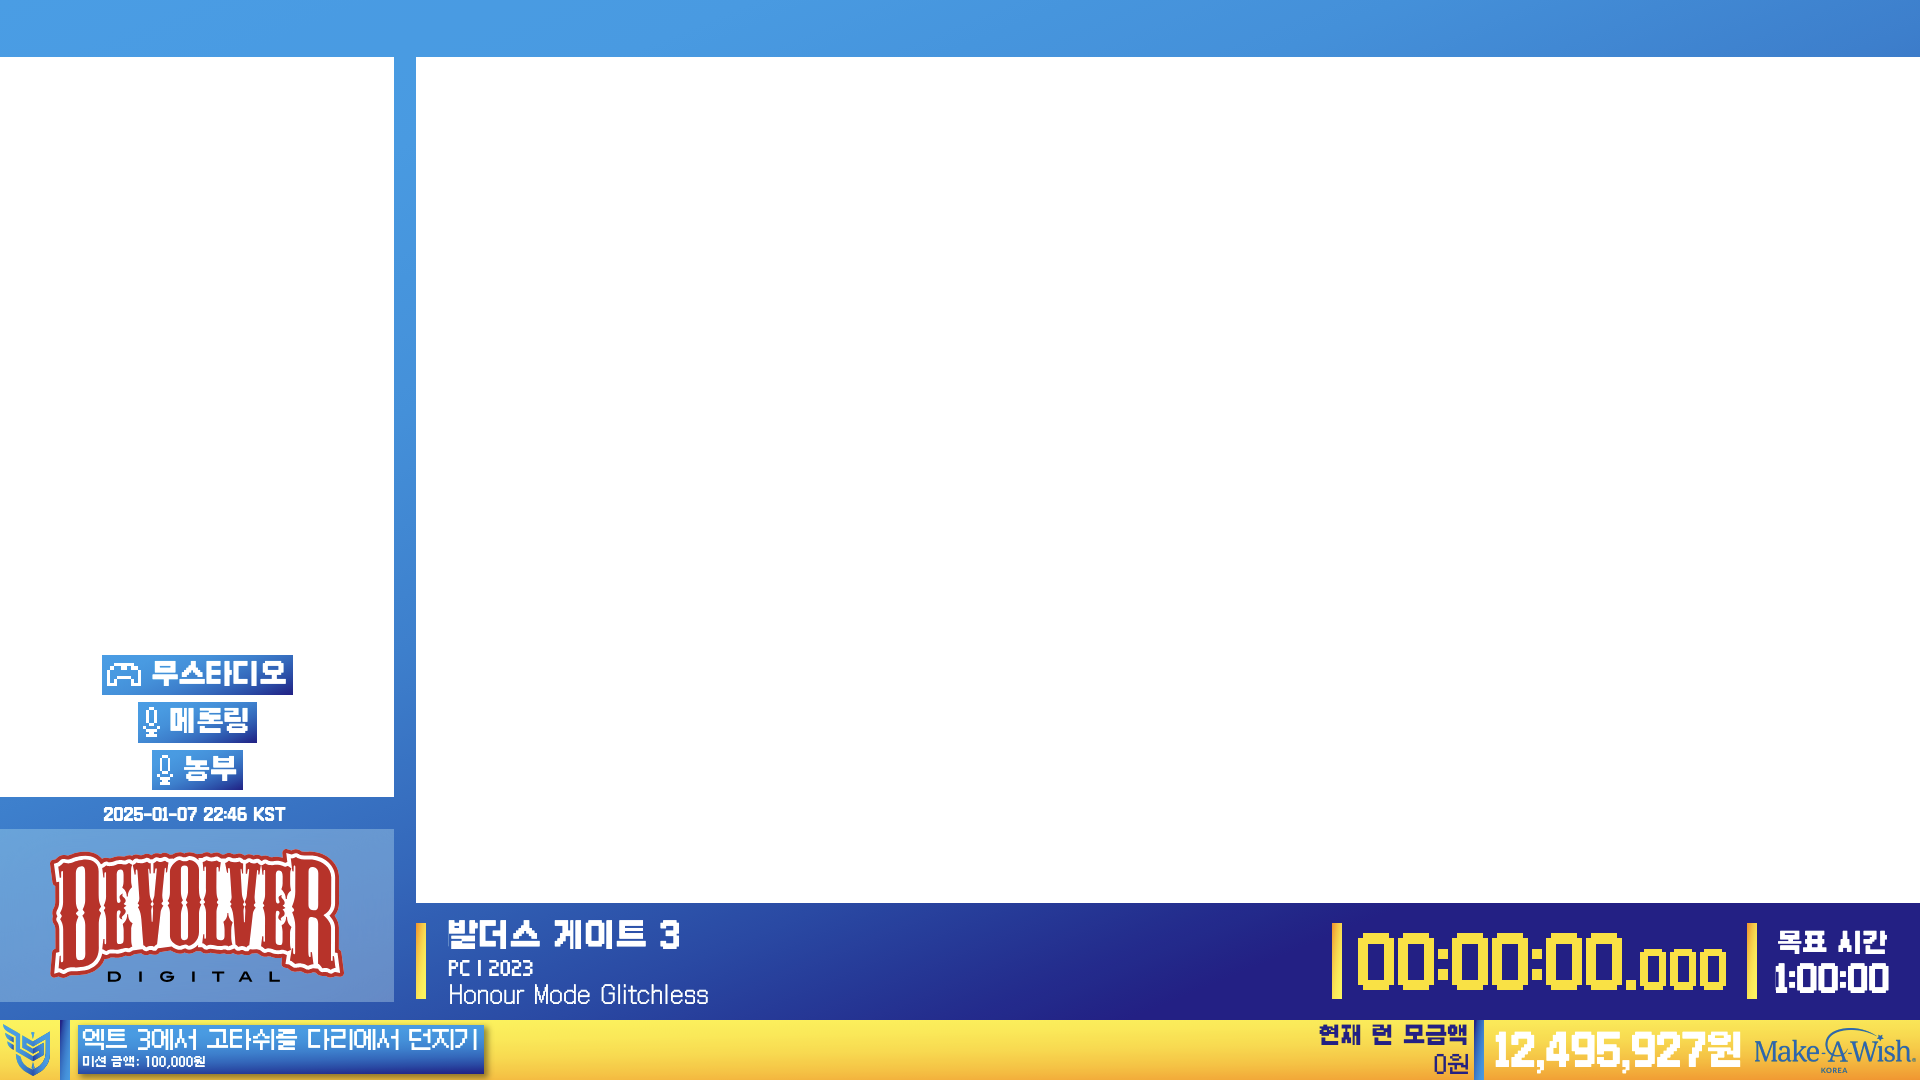 무스타디오
메론링
농부
2025-01-07 22:46 KST
DEVOLVER
DIGITAL
발더스 게이트 3
PC | 2023
Honour Mode Glitchless
00:00:00.000
목표 시간
1:00:00
엑트 3에서 고타쉬를 다리에서 던지기
미션 금액: 100,000원
현재 런 모금액
0원
12,495,927원
Make-A-Wish®
KOREA